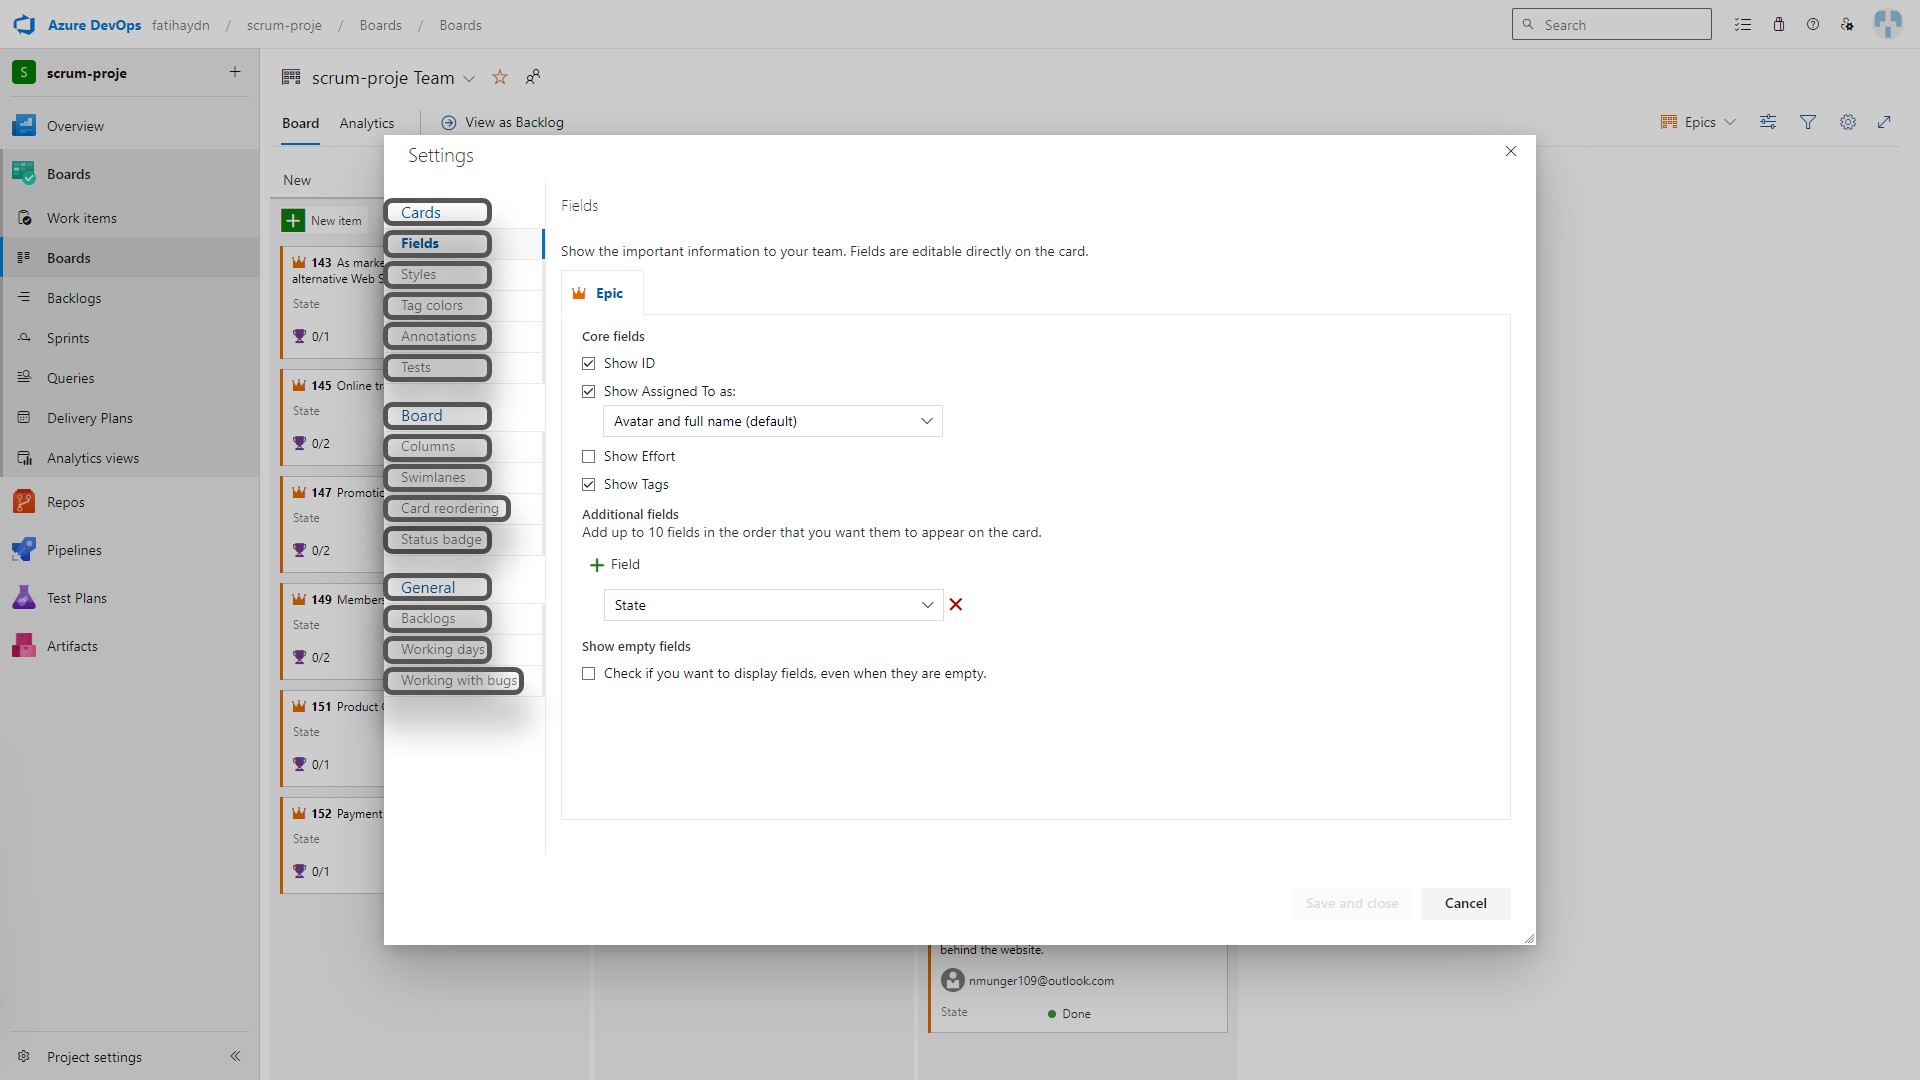 Azure DevOps fatihaydn / scrum-proje / Boards / Boards
Search
S scrum-proje
Overview
Boards
Work items
Boards
Backlogs
Sprints
Queries
Delivery Plans
Analytics views
Repos
Pipelines
Test Plans
Artifacts
Project settings
scrum-proje Team
Board Analytics View as Backlog
Epics
New
New item
143 As marke
alternative Web S
State
0/1
145 Online tr
State
0/2
147 Promotic
State
0/2
149 Members
State
0/2
151 Product
State
0/1
152 Payment
State
0/1
Settings
Cards
Fields
Styles
Tag colors
Annotations
Tests
Board
Columns
Swimlanes
Card reordering
Status badge
General
Backlogs
Working days
Working with bugs
Fields
Show the important information to your team. Fields are editable directly on the card.
Epic
Core fields
Show ID
Show Assigned To as:
Avatar and full name (default)
Show Effort
Show Tags
Additional fields
Add up to 10 fields in the order that you want them to appear on the card.
Field
State
Show empty fields
Check if you want to display fields, even when they are empty.
Save and close
Cancel
behind the website.
nmunger109@outlook.com
State Done